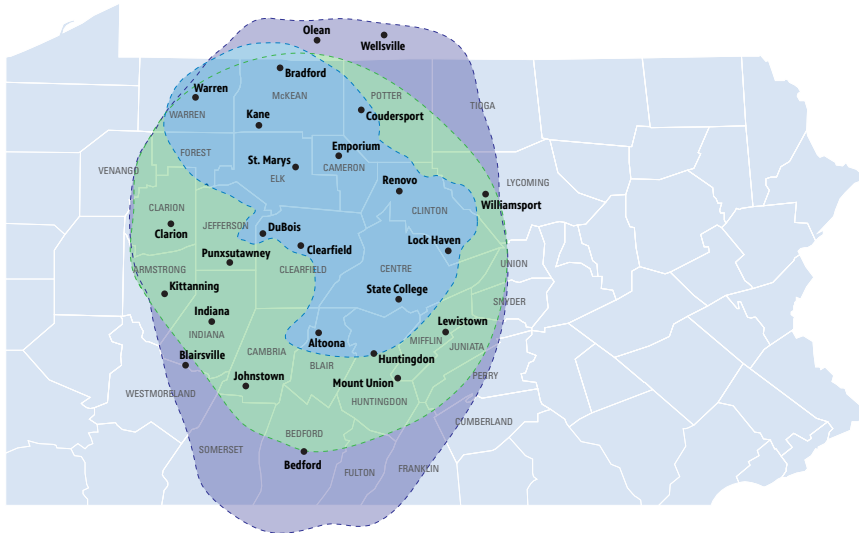 Olean
Wellsville
Bradford
Warren
McKEAN
POTTER
TIOGA
WARREN
Kane
Coudersport
Emporium
FOREST
St. Marys
CAMERON
VENANGO
ELK
Renovo
LYCOMING
Williamsport
CLARION
CLINTON
Clarion
JEFFERSON
DuBois
Clearfield
Lock Haven
Punxsutawney
ARMSTRONG
CLEARFIELD
CENTRE
UNION
Kittanning
State College
SNYDER
Indiana
INDIANA
Lewistown
Altoona
MIFFLIN
JUNIATA
Blairsville
CAMBRIA
BLAIR
Huntingdon
Johnstown
Mount Union
PERRY
WESTMORELAND
HUNTINGDON
CUMBERLAND
BEDFORD
SOMERSET
Bedford
FULTON
FRANKLIN